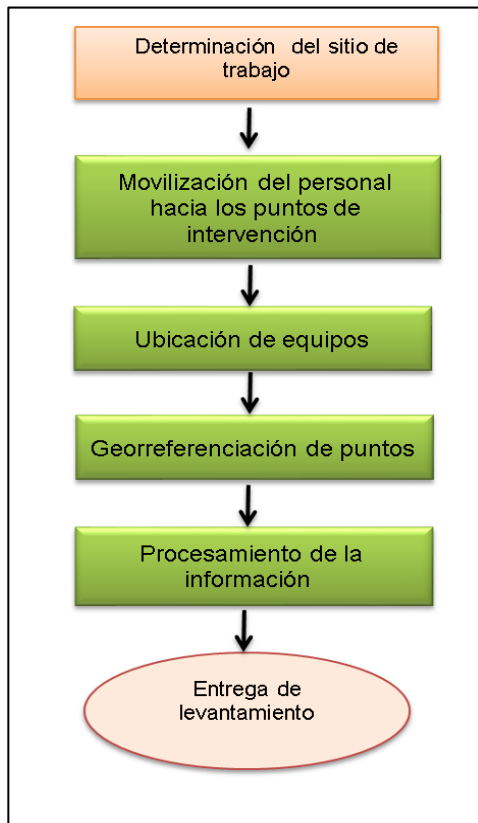 Determinación del sitio de
trabajo
Movilización del personal
hacia los puntos de
intervención
Ubicación de equipos
Georreferenciación de puntos
Procesamiento de la
información
Entrega de
levantamiento